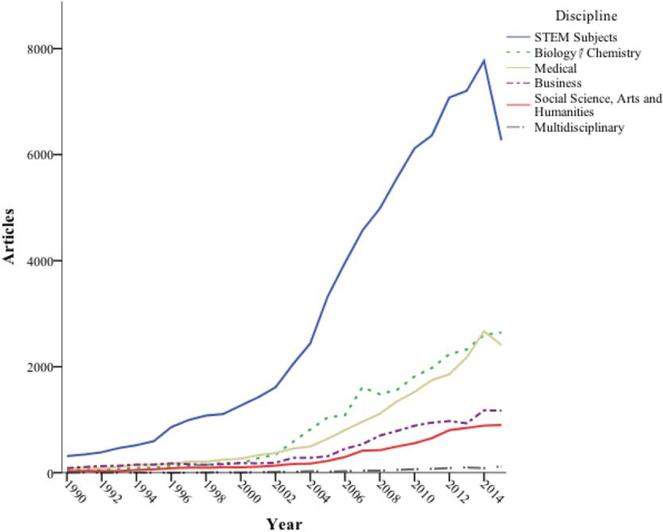 Discipline
STEM Subjects
Biology / Chemistry
Medical
Business
Social Science, Arts and
Humanities
Multidisciplinary
8000
6000
4000
2000
0
Articles
1990
1992
1994
1996
1998
2000
2002
2004
2006
2008
2010
2012
2014
Year